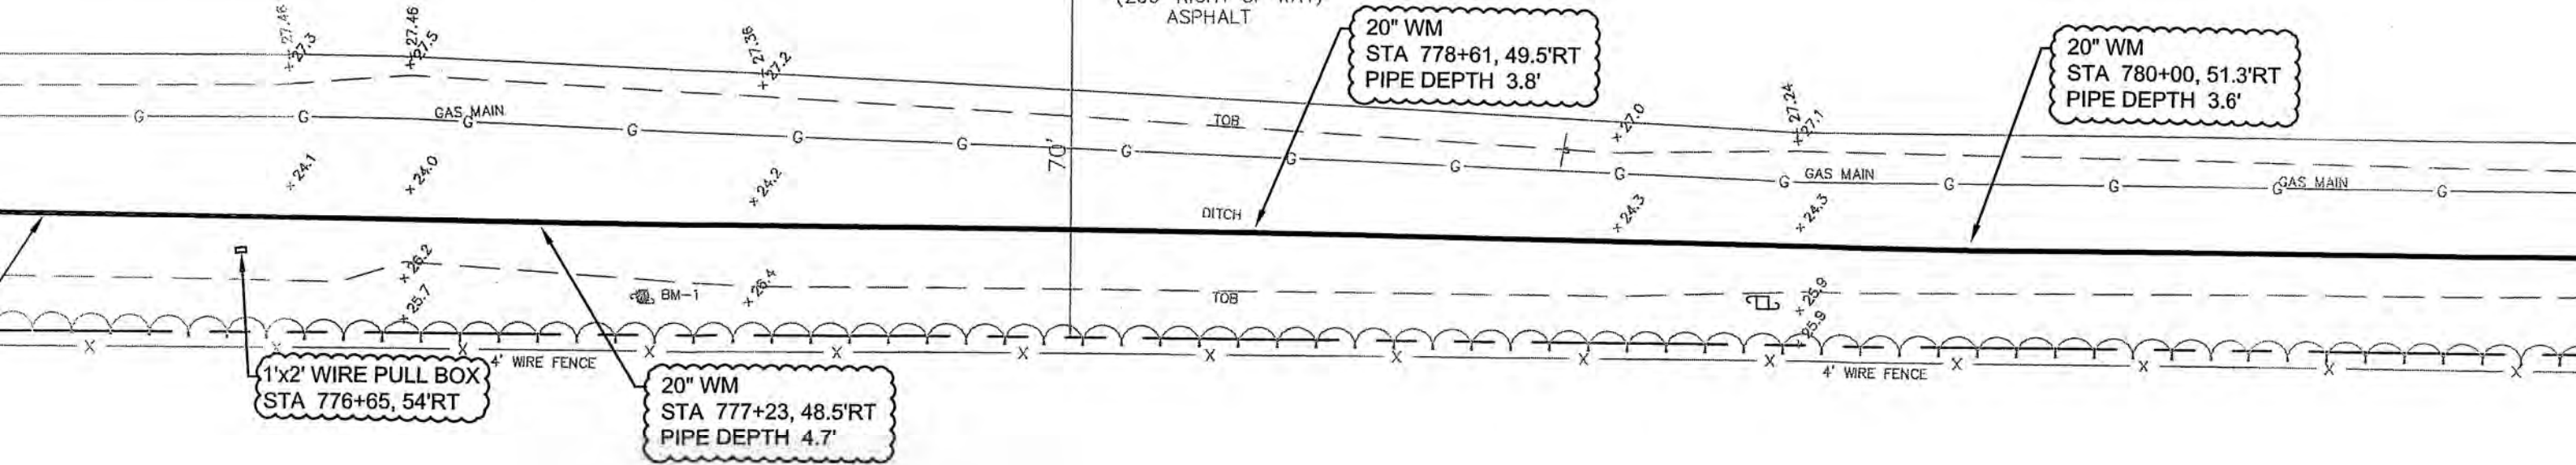 ASPHALT
27.46
27.3
27.46
27.5
27.36
27.2
20" WM
STA 778+61, 49.5'RT
PIPE DEPTH 3.8'
20" WM
STA 780+00, 51.3'RT
PIPE DEPTH 3.6'
27.0
27.24
27.1
G
G
GAS MAIN
G
G
G
G
G
TOB
G
G
G
G
GAS MAIN
G
G
G
GAS MAIN
G
24.1
24.0
24.2
70'
DITCH
24.3
24.3
26.2
25.7
BM-1
26.4
TOB
25.9
25.9
X
X
X
X
X
X
X
X
X
X
X
X
X
X
4' WIRE FENCE
4' WIRE FENCE
1'x2' WIRE PULL BOX
STA 776+65, 54'RT
20" WM
STA 777+23, 48.5'RT
PIPE DEPTH 4.7'